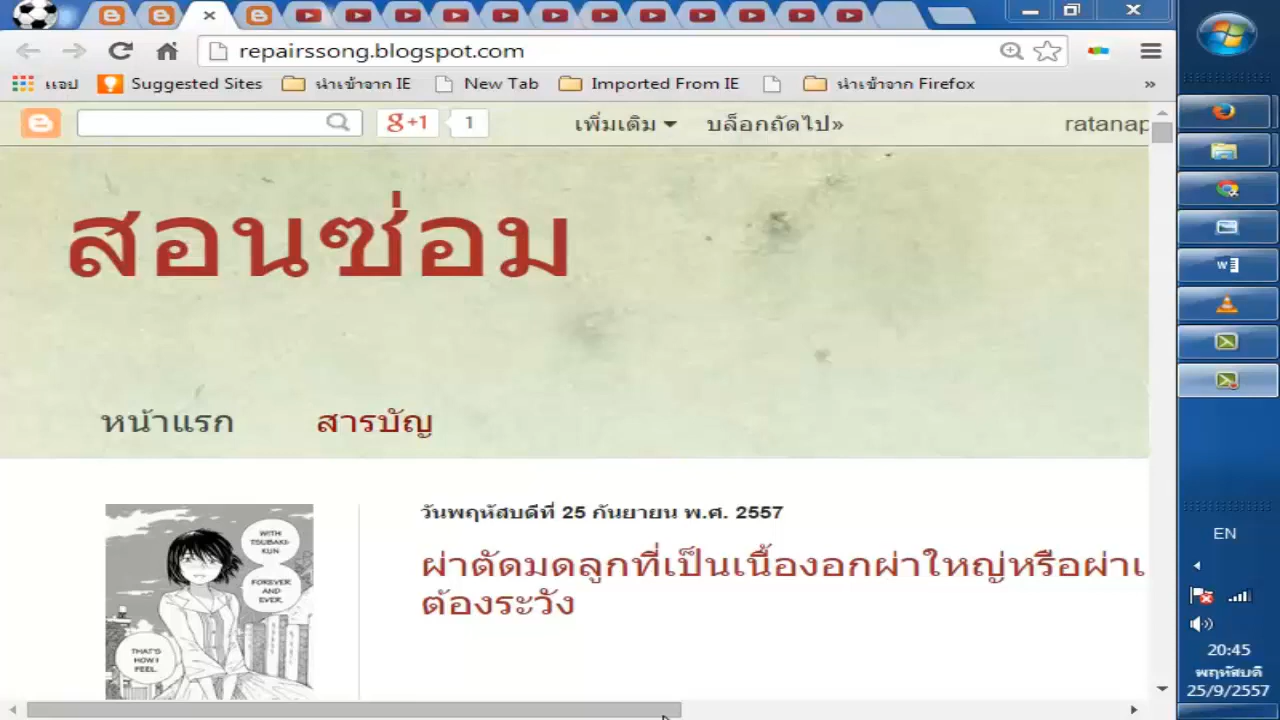 repairssong.blogspot.com
แอป Suggested Sites นำเข้าจาก IE New Tab Imported From IE นำเข้าจาก Firefox »
g+1 1 เพิ่มเติม บล็อกถัดไป» ratanap
สอนซ่อม
หน้าแรก สารบัญ
วันพฤหัสบดีที่ 25 กันยายน พ.ศ. 2557
ผ่าตัดมดลูกที่เป็นเนื้องอกผ่าใหญ่หรือผ่าเ
ต้องระวัง
WITH
TSUBAKI-
KUN
FOREVER
AND
EVER.
THAT'S
HOW I
FEEL.
EN
20:45
พฤหัสบดี
25/9/2557